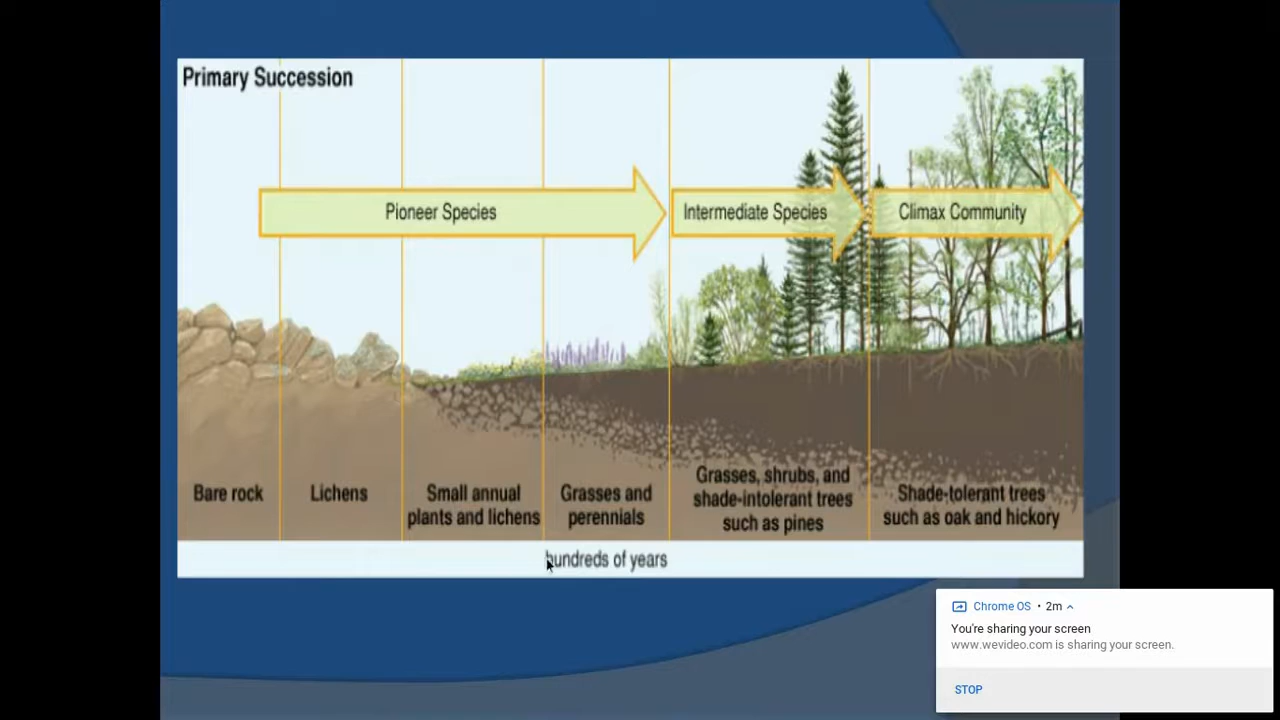 Primary Succession
Pioneer Species
Intermediate Species
Climax Community
Bare rock
Lichens
Small annual
plants and lichens
Grasses and
perennials
Grasses, shrubs, and
shade-intolerant trees
such as pines
Shade-tolerant trees
such as oak and hickory
hundreds of years
Chrome OS • 2m
You're sharing your screen
www.wevideo.com is sharing your screen.
STOP